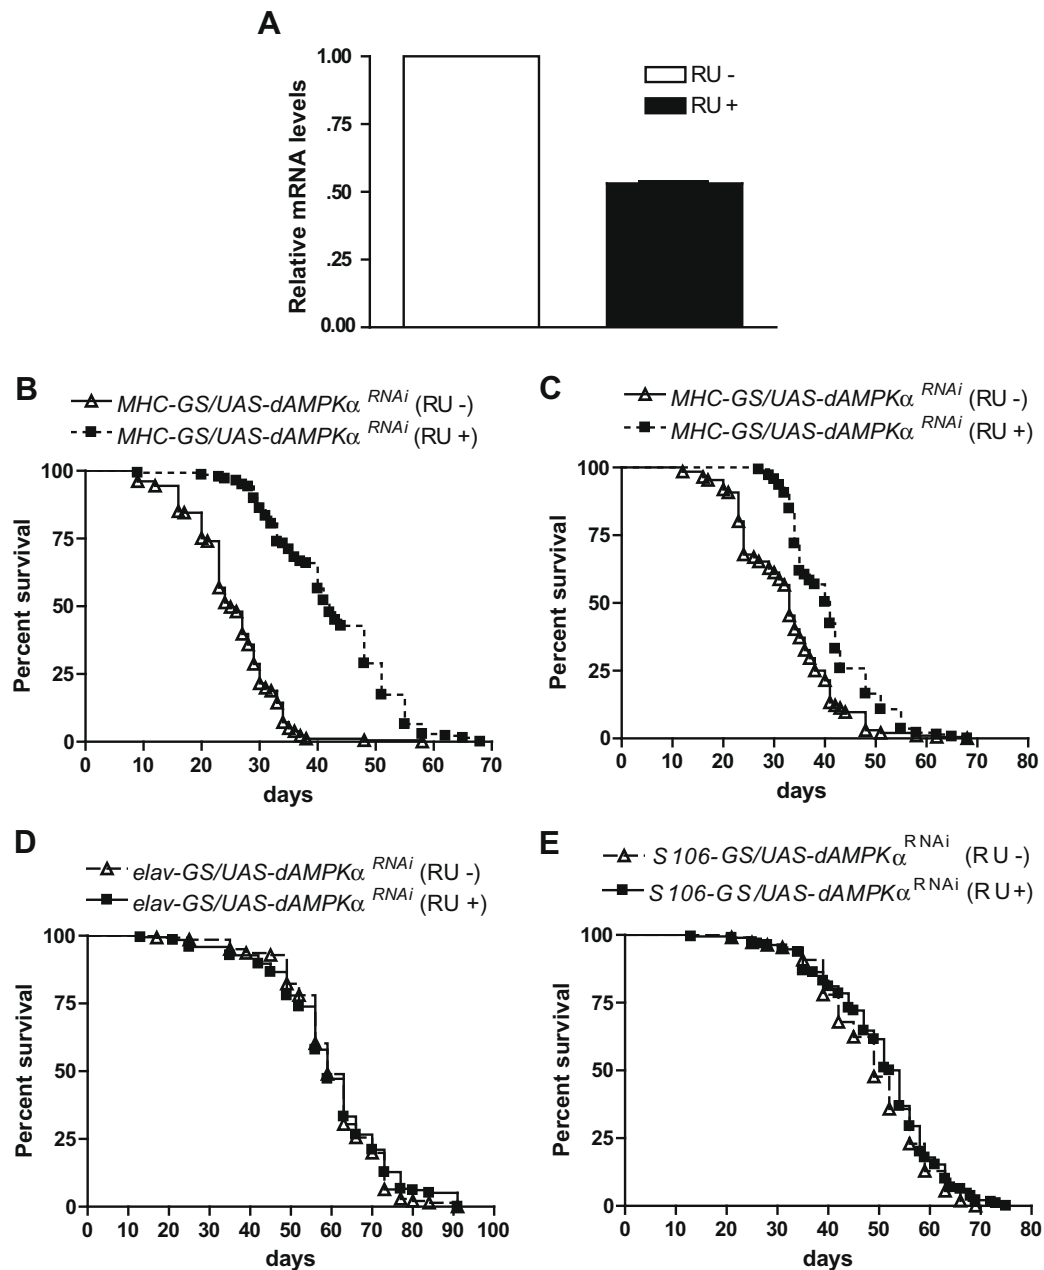 A
1.00
.75
.50
.25
0.00
Relative mRNA levels
RU -
RU +
B
MHC-GS/UAS-dAMPKα RNAi (RU -)
MHC-GS/UAS-dAMPKα RNAi (RU +)
100
75
50
25
0
Percent survival
0 10 20 30 40 50 60 70
days
C
MHC-GS/UAS-dAMPKα RNAi (RU -)
MHC-GS/UAS-dAMPKα RNAi (RU +)
100
75
50
25
0
Percent survival
0 10 20 30 40 50 60 70 80
days
D
elav-GS/UAS-dAMPKα RNAi (RU -)
elav-GS/UAS-dAMPKα RNAi (RU +)
100
75
50
25
0
Percent survival
0 10 20 30 40 50 60 70 80 90 100
days
E
S106-GS/UAS-dAMPKα RNAi (RU -)
S106-GS/UAS-dAMPKα RNAi (RU+)
100
75
50
25
0
Percent survival
0 10 20 30 40 50 60 70 80
days